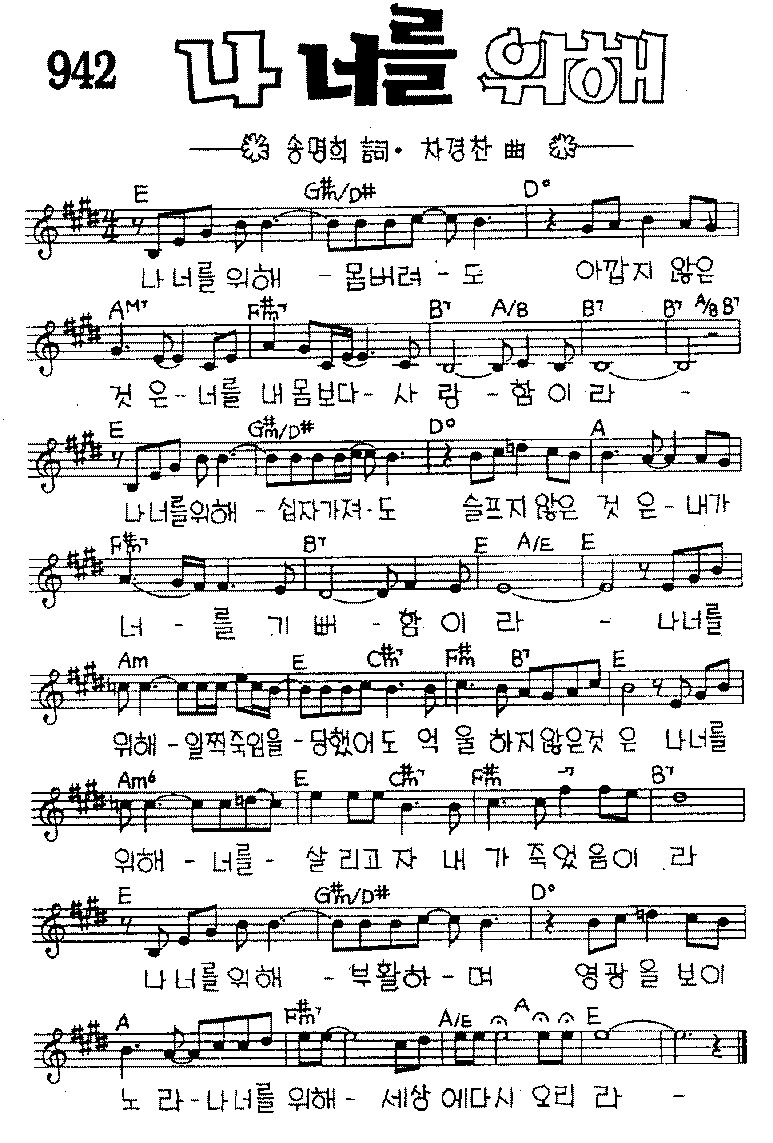 942 나 너를 위해
송명희 詞· 차경찬 曲
E G#m/D# D°
나 너를 위해 - 몸버려 - 도 아깝지 않은
AM7 F#m7 B7 A/B B7 B7 A/B B7
것 은 - 너를 내 몸보다 - 사 랑 - 함 이 라 -
E G#m/D# D° A
나너를위해 - 십자가져 - 도 슬프지않은 것 은 - 내가
F#m7 B7 E A/E E
너 - 를 기 뻐 - 함 이 라 - 나너를
Am E C#m7 F#m B7 E
위해 - 일찍죽임을 - 당했어도 억 울 하지않은것 은 나너를
Am6 E C#m7 F#m -7 B7
위해 - 너를 - 살 리고 자 내 가 죽었음이 라
E G#m/D# D°
나너를위해 - 부활하 - 며 영광을보이
A F#m7 A/E A E
노 라 - 나너를 위해 - 세상 에다시 오리 라 -